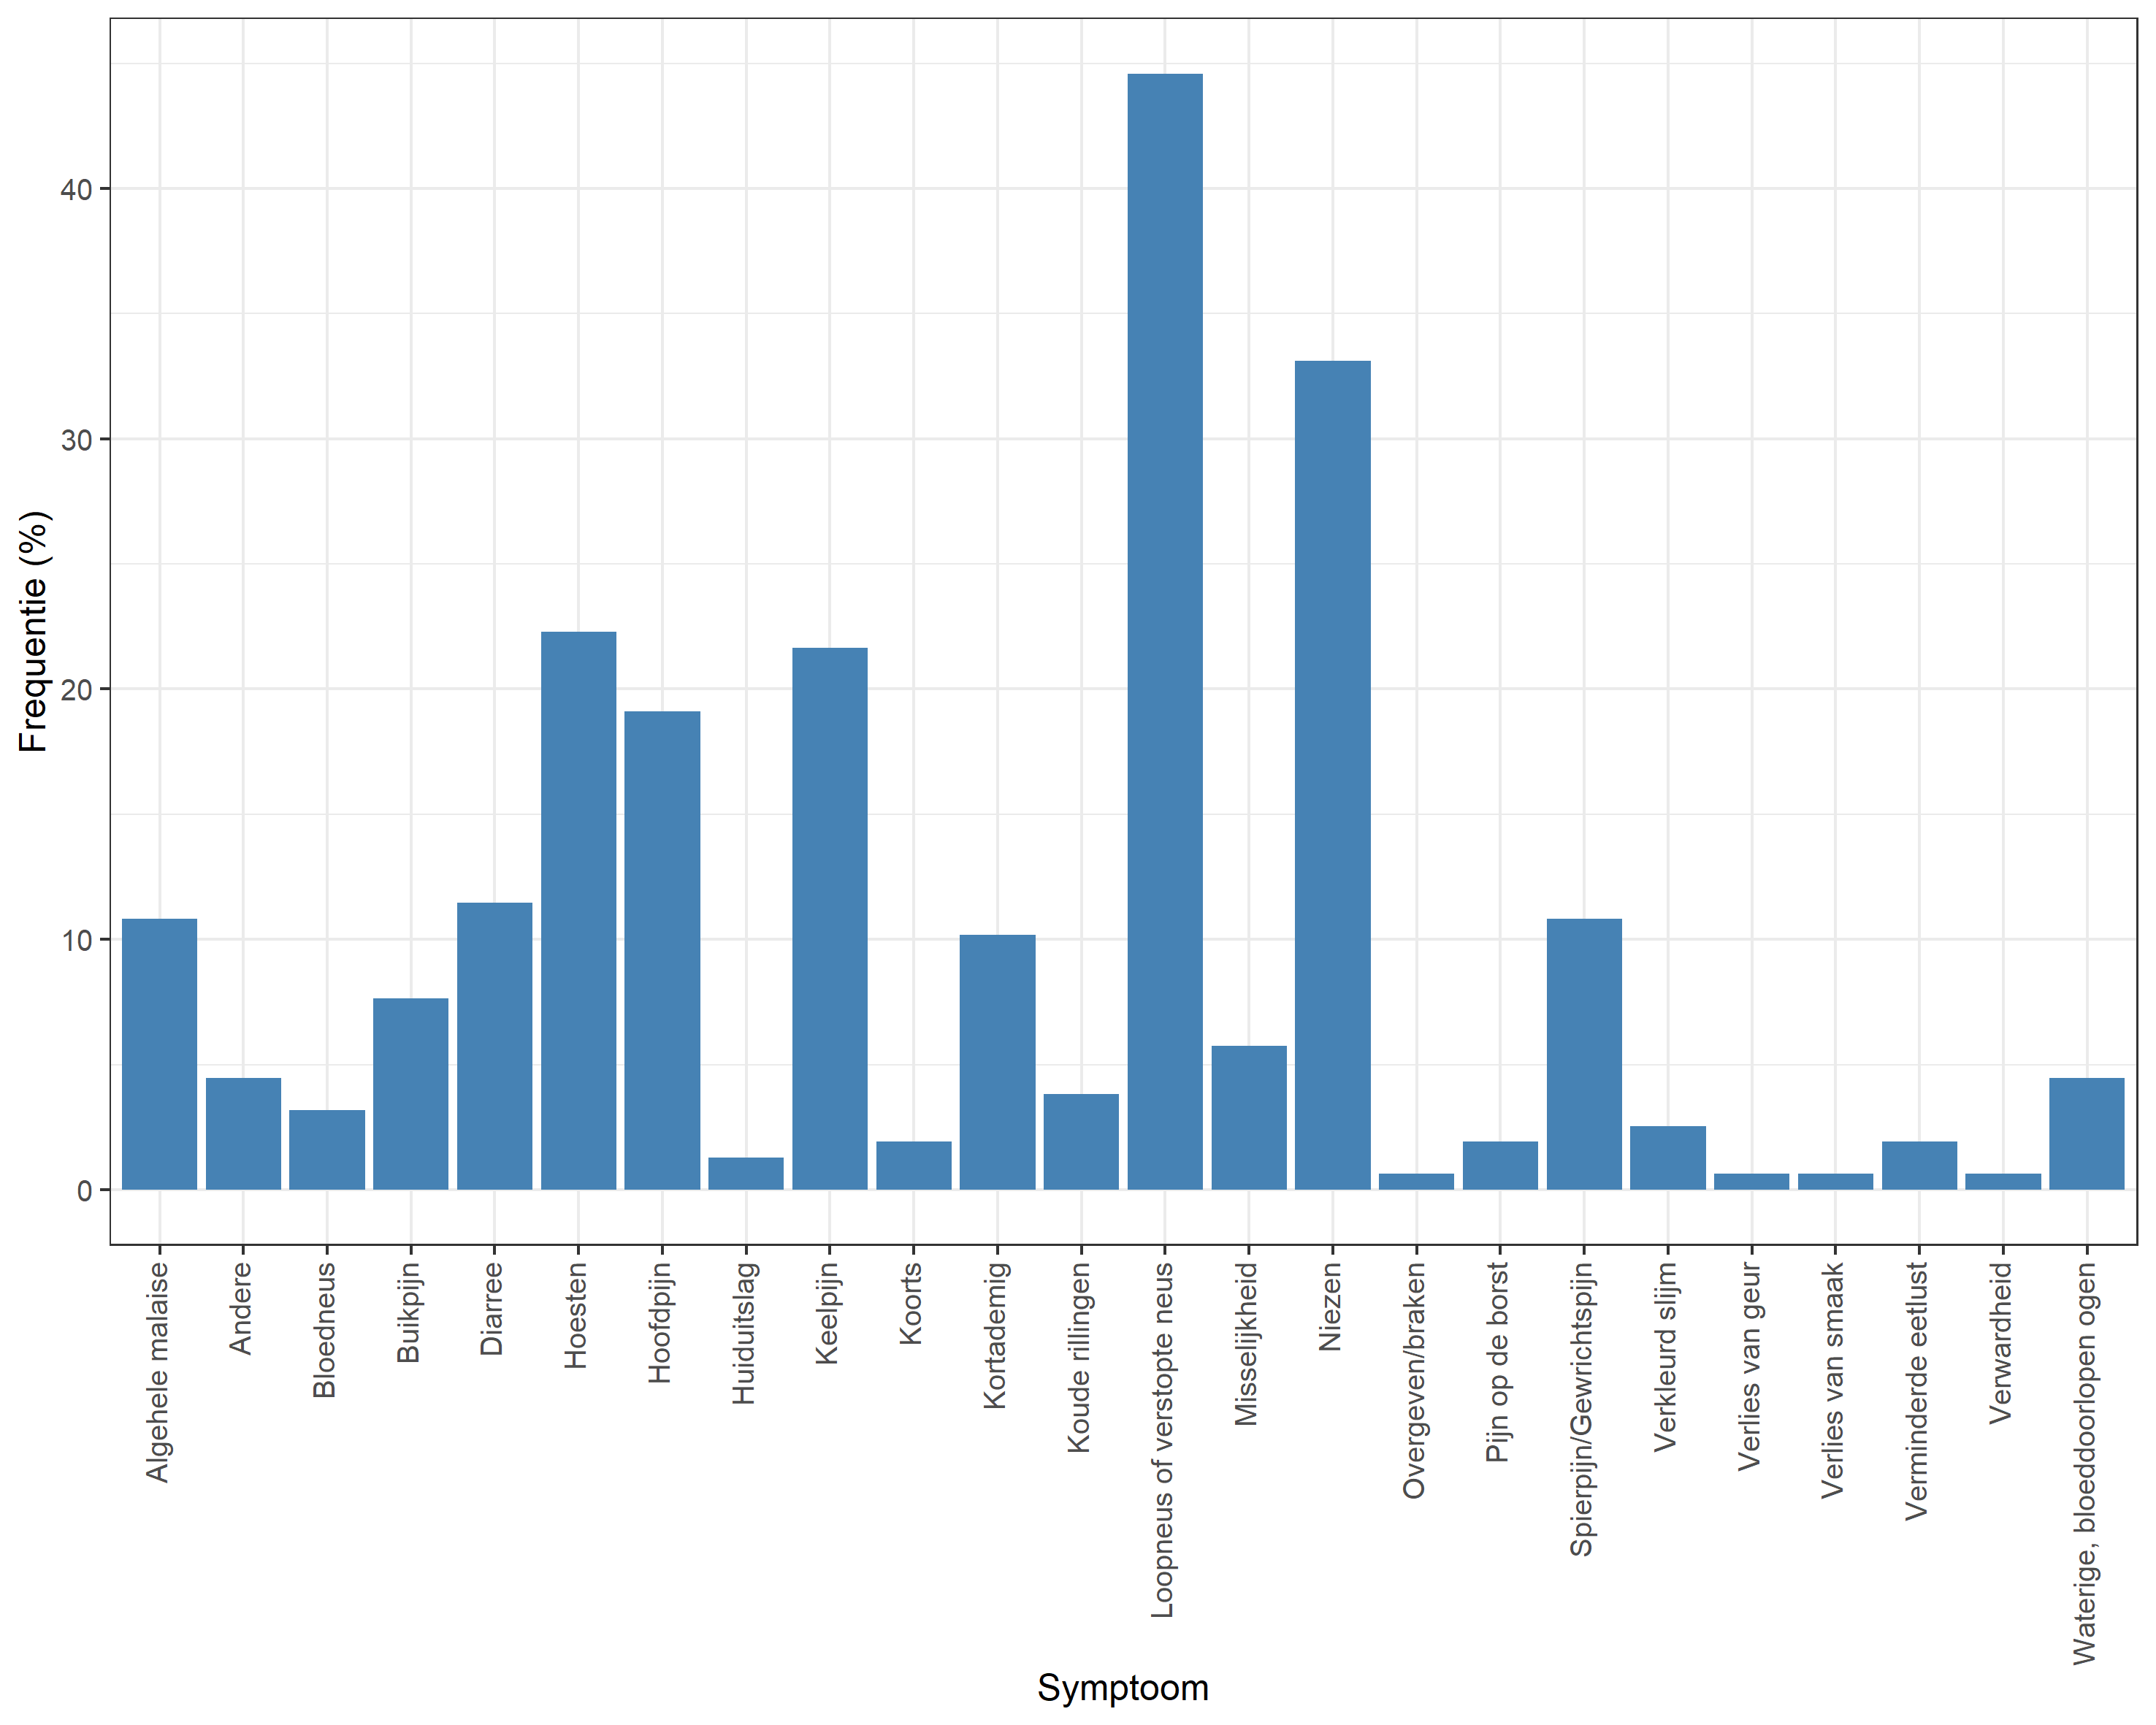 Frequentie (%)
40
30
20
10
0
Algehele malaise
Andere
Bloedneus
Buikpijn
Diarree
Hoesten
Hoofdpijn
Huiduitslag
Keelpijn
Koorts
Kortademig
Koude rillingen
Loopneus of verstopte neus
Misselijkheid
Niezen
Overgeven/braken
Pijn op de borst
Spierpijn/Gewrichtspijn
Verkleurd slijm
Verlies van geur
Verlies van smaak
Verminderde eetlust
Verwardheid
Waterige, bloeddoorlopen ogen
Symptoom